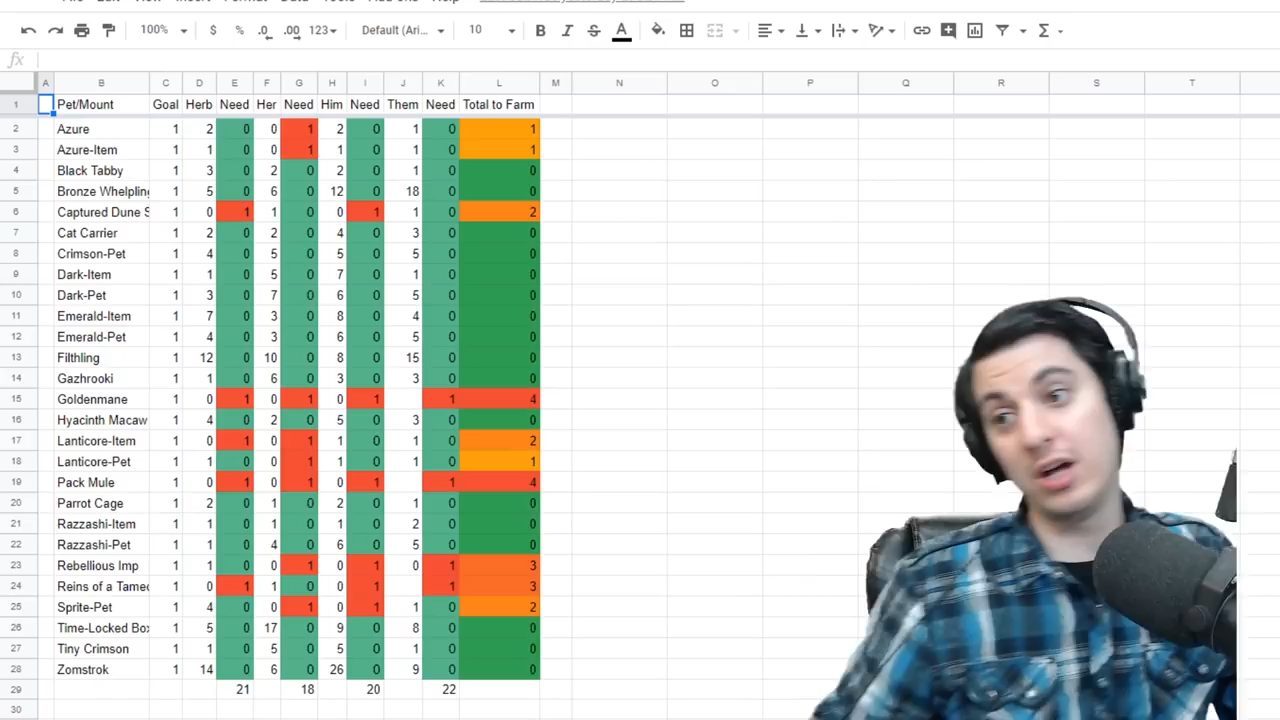 100% $ % .0 .00 123 Default (Ari... 10 B I S A
fx
A B C D E F G H I J K L M N O P Q R S T
1 Pet/Mount Goal Herb Need Her Need Him Need Them Need Total to Farm
2 Azure 1 2 0 0 1 2 0 1 0 1
3 Azure-Item 1 1 0 0 1 1 0 1 0 1
4 Black Tabby 1 3 0 2 0 2 0 1 0 0
5 Bronze Whelpling 1 5 0 6 0 12 0 18 0 0
6 Captured Dune S 1 0 1 1 0 0 1 1 0 2
7 Cat Carrier 1 2 0 2 0 4 0 3 0 0
8 Crimson-Pet 1 4 0 5 0 5 0 5 0 0
9 Dark-Item 1 1 0 5 0 7 0 1 0 0
10 Dark-Pet 1 3 0 7 0 6 0 5 0 0
11 Emerald-Item 1 7 0 3 0 8 0 4 0 0
12 Emerald-Pet 1 4 0 3 0 6 0 5 0 0
13 Filthling 1 12 0 10 0 8 0 15 0 0
14 Gazhrooki 1 1 0 6 0 3 0 3 0 0
15 Goldenmane 1 0 1 0 1 0 1 1 4
16 Hyacinth Macaw 1 4 0 2 0 5 0 3 0 0
17 Lanticore-Item 1 0 1 0 1 1 0 1 0 2
18 Lanticore-Pet 1 1 0 0 1 1 0 1 0 1
19 Pack Mule 1 0 1 0 1 0 1 1 4
20 Parrot Cage 1 2 0 1 0 2 0 1 0 0
21 Razzashi-Item 1 1 0 1 0 1 0 2 0 0
22 Razzashi-Pet 1 1 0 4 0 6 0 5 0 0
23 Rebellious Imp 1 1 0 0 1 0 1 0 1 3
24 Reins of a Tamed 1 0 1 1 0 0 1 1 3
25 Sprite-Pet 1 4 0 0 1 0 1 1 0 2
26 Time-Locked Box 1 5 0 17 0 9 0 8 0 0
27 Tiny Crimson 1 1 0 5 0 5 0 1 0 0
28 Zomstrok 1 14 0 6 0 26 0 9 0 0
29 21 18 20 22
30